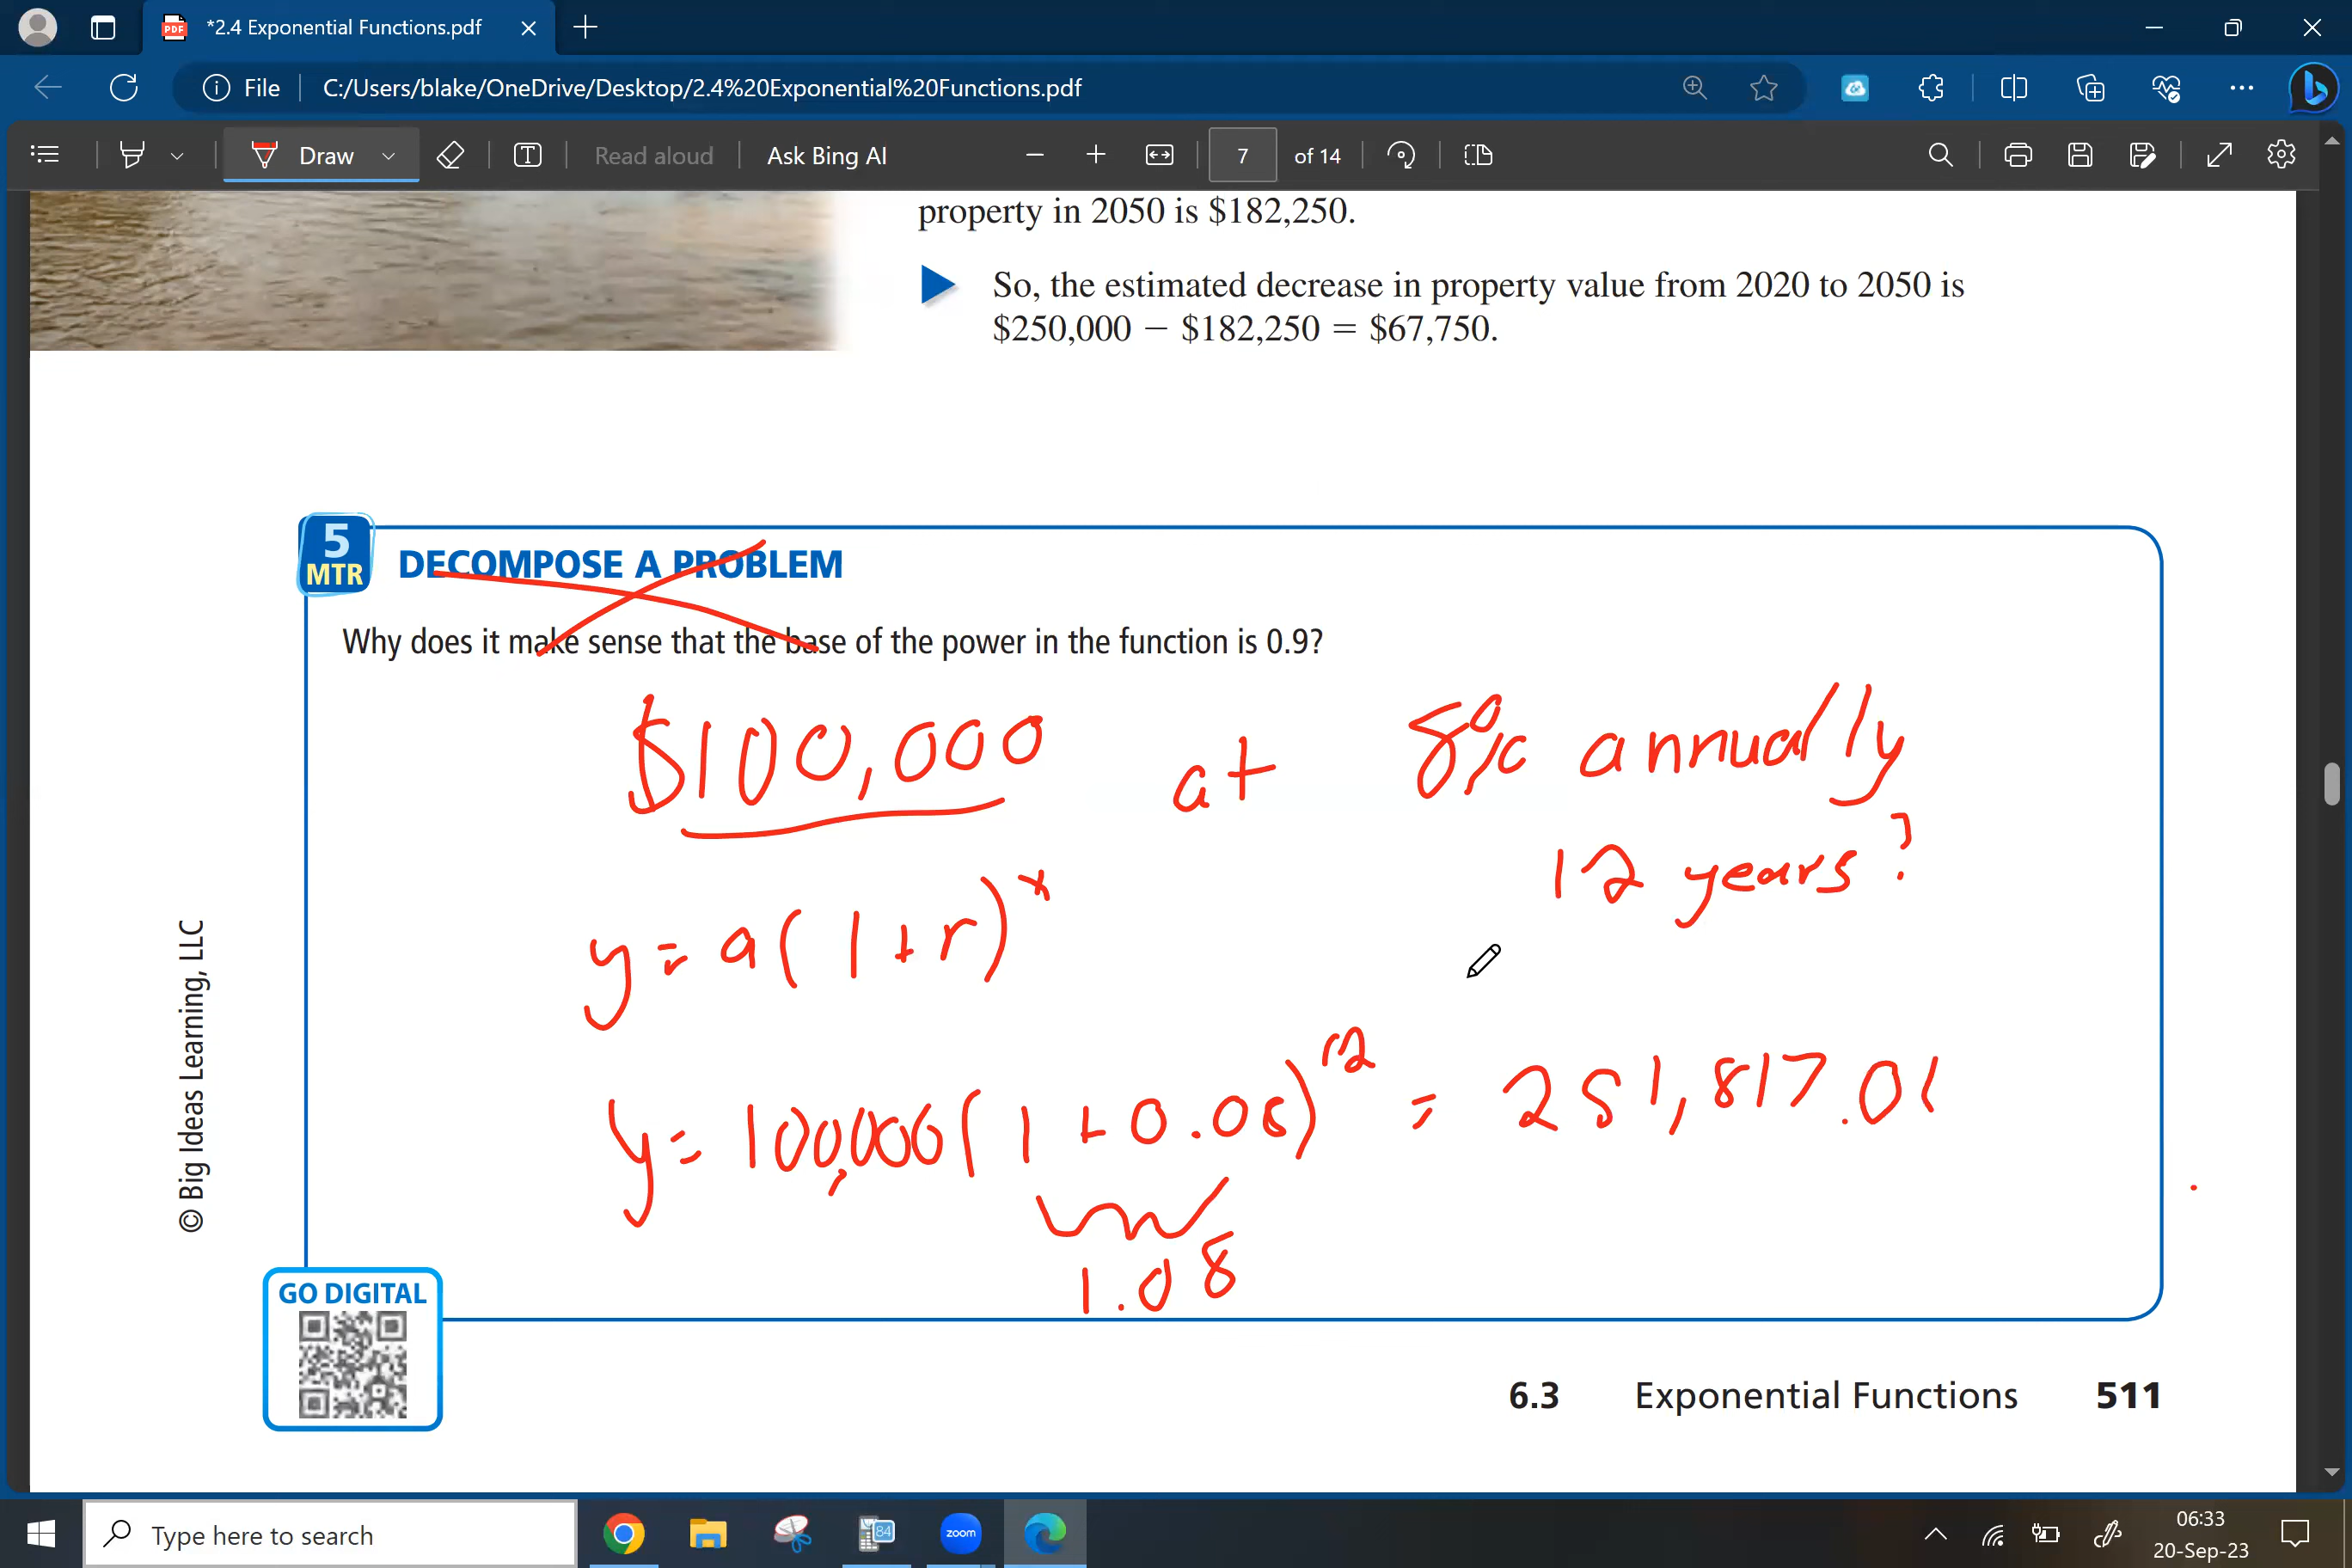 *2.4 Exponential Functions.pdf
File C:/Users/blake/OneDrive/Desktop/2.4%20Exponential%20Functions.pdf
Draw Read aloud Ask Bing AI 7 of 14
property in 2050 is $182,250.
So, the estimated decrease in property value from 2020 to 2050 is
$250,000 − $182,250 = $67,750.
5
MTR
DECOMPOSE A PROBLEM
Why does it make sense that the base of the power in the function is 0.9?
$100,000 at 8% annually
12 years?
y = a(1+r)^x
y = 100,000(1+0.08)^12 = 251,817.01
1.08
© Big Ideas Learning, LLC
GO DIGITAL
6.3 Exponential Functions 511
Type here to search
84
zoom
06:33
20-Sep-23